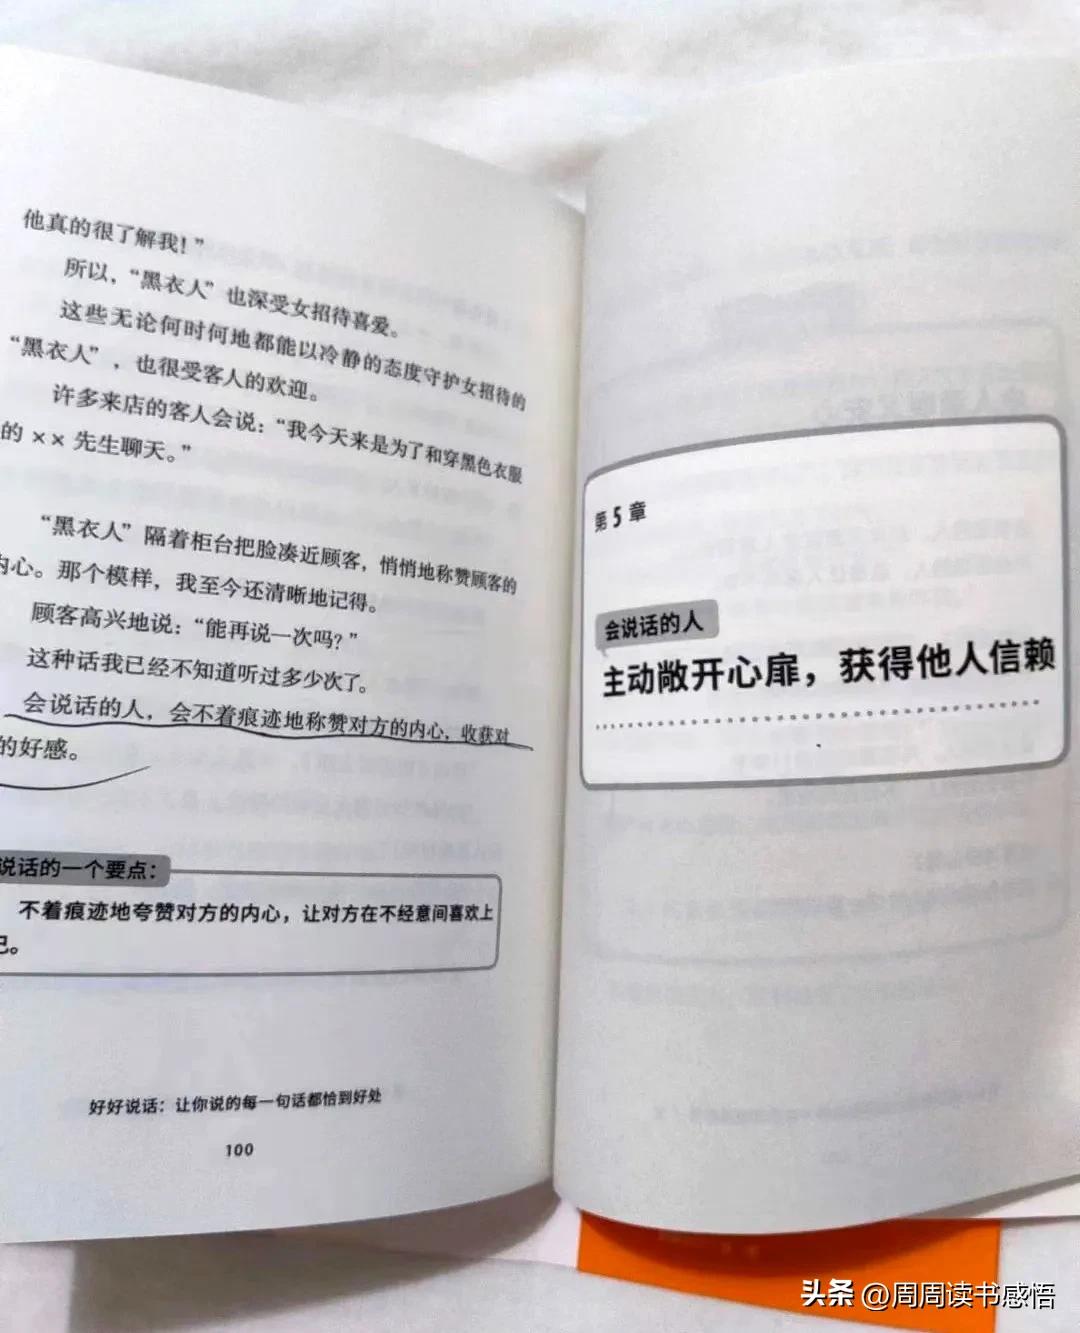 他真的很了解我！”
所以，“黑衣人”也深受女招待喜爱。
这些无论何时何地都能以冷静的态度守护女招待的
“黑衣人”，也很受客人的欢迎。
许多来店的客人会说：“我今天来是为了和穿黑色衣服
的 ×× 先生聊天。”
“黑衣人”隔着柜台把脸凑近顾客，悄悄地称赞顾客的
内心。那个模样，我至今还清晰地记得。
顾客高兴地说：“能再说一次吗？”
这种话我已经不知道听过多少次了。
会说话的人，会不着痕迹地称赞对方的内心，收获对
的好感。
说话的一个要点：
不着痕迹地夸赞对方的内心，让对方在不经意间喜欢上
己。
好好说话：让你说的每一句话都恰到好处
100
第 5 章
会说话的人
主动敞开心扉，获得他人信赖
头条 @周周读书感悟